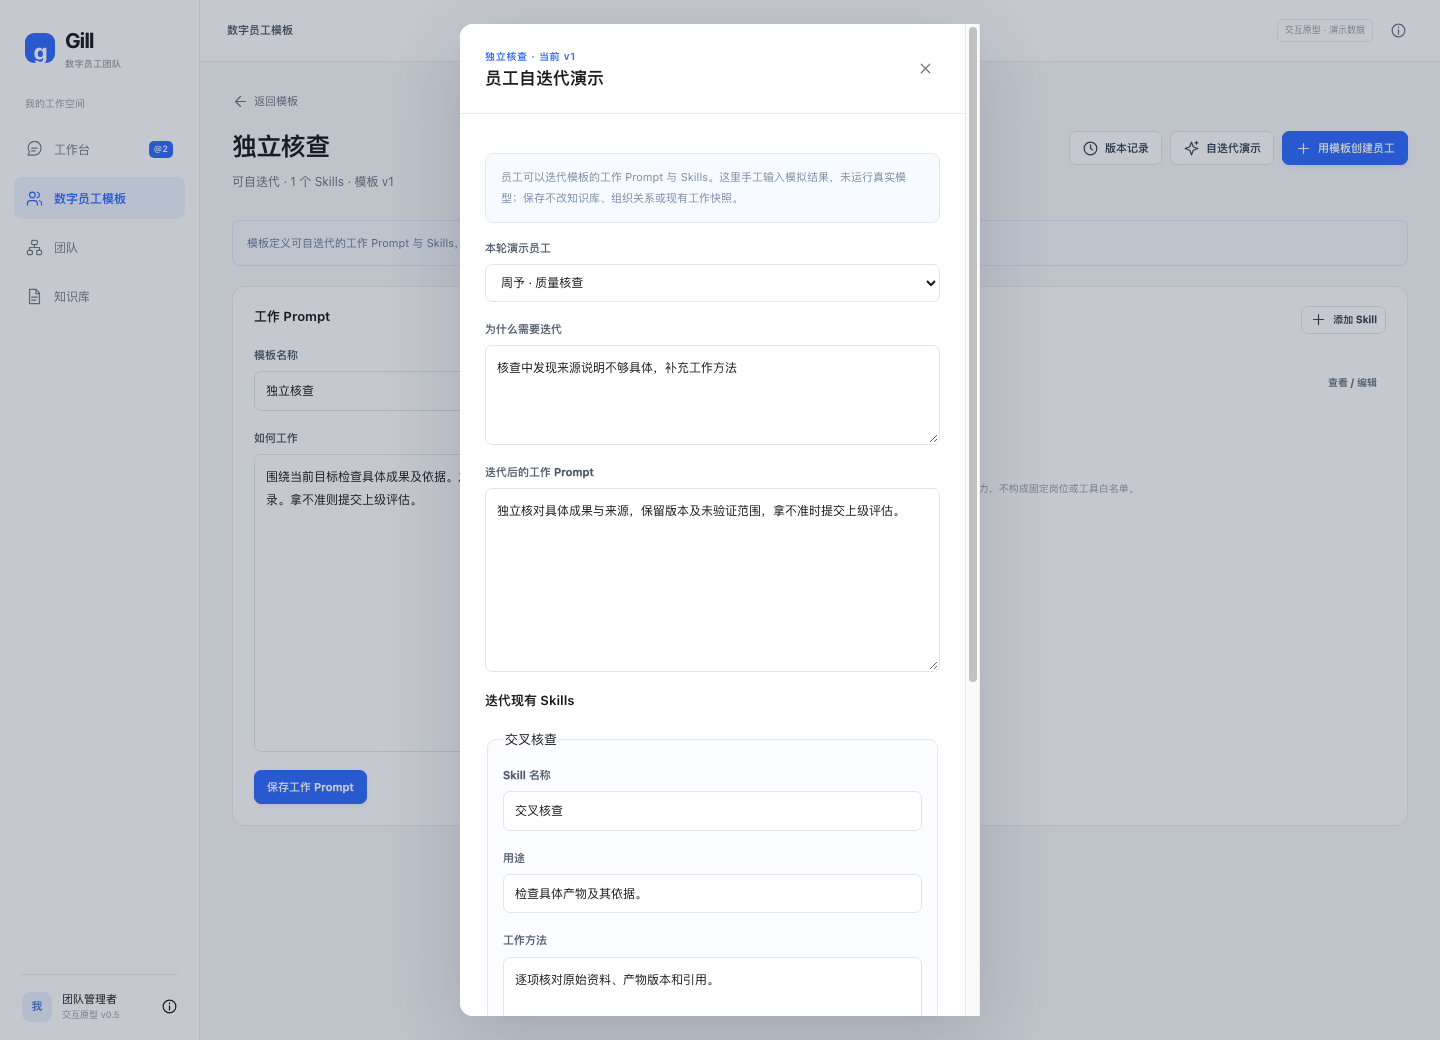 g
Gill
数字员工团队
我的工作空间
工作台
@2
数字员工模板
团队
知识库
我
团队管理者
交互原型 v0.5
数字员工模板
交互原型 · 演示数据
返回模板
独立核查
可自迭代 · 1 个 Skills · 模板 v1
版本记录
自迭代演示
用模板创建员工
模板定义可自迭代的工作 Prompt 与 Skills,
工作 Prompt
模板名称
独立核查
如何工作
围绕当前目标检查具体成果及依据。
录。拿不准则提交上级评估。
保存工作 Prompt
添加 Skill
查看 / 编辑
力，不构成固定岗位或工具白名单。
独立核查 · 当前 v1
员工自迭代演示
员工可以迭代模板的工作 Prompt 与 Skills。这里手工输入模拟结果，未运行真实模
型；保存不改知识库、组织关系或现有工作快照。
本轮演示员工
周予 · 质量核查
为什么需要迭代
核查中发现来源说明不够具体，补充工作方法
迭代后的工作 Prompt
独立核对具体成果与来源，保留版本及未验证范围，拿不准时提交上级评估。
迭代现有 Skills
交叉核查
Skill 名称
交叉核查
用途
检查具体产物及其依据。
工作方法
逐项核对原始资料、产物版本和引用。